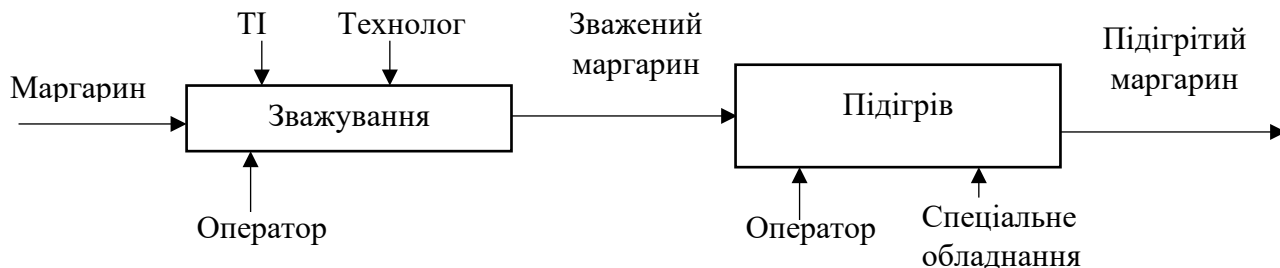 ТІ
Технолог
Зважений
маргарин
Підігрітий
маргарин
Маргарин
Зважування
Підігрів
Оператор
Оператор
Спеціальне
обладнання